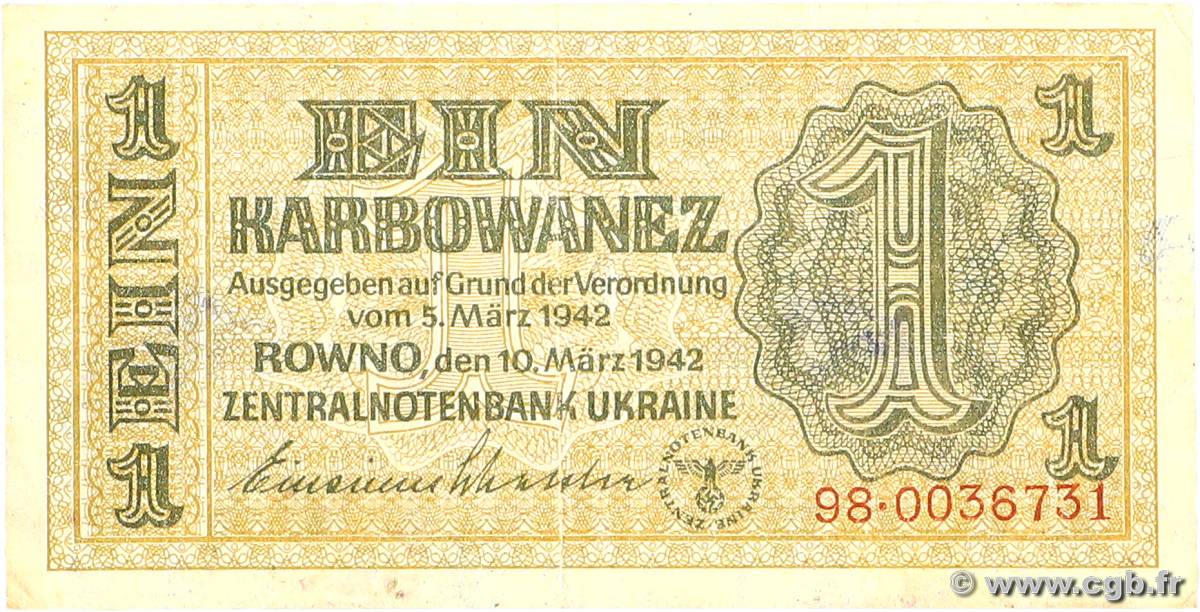 1
EIN
1
EIN
KARBOWANEZ
Ausgegeben auf Grund der Verordnung
vom 5. März 1942
ROWNO, den 10. März 1942
ZENTRALNOTENBANK UKRAINE
ZENTRALNOTENBANK UKRAINE
1
1
1
98·0036731
© www.cgb.fr